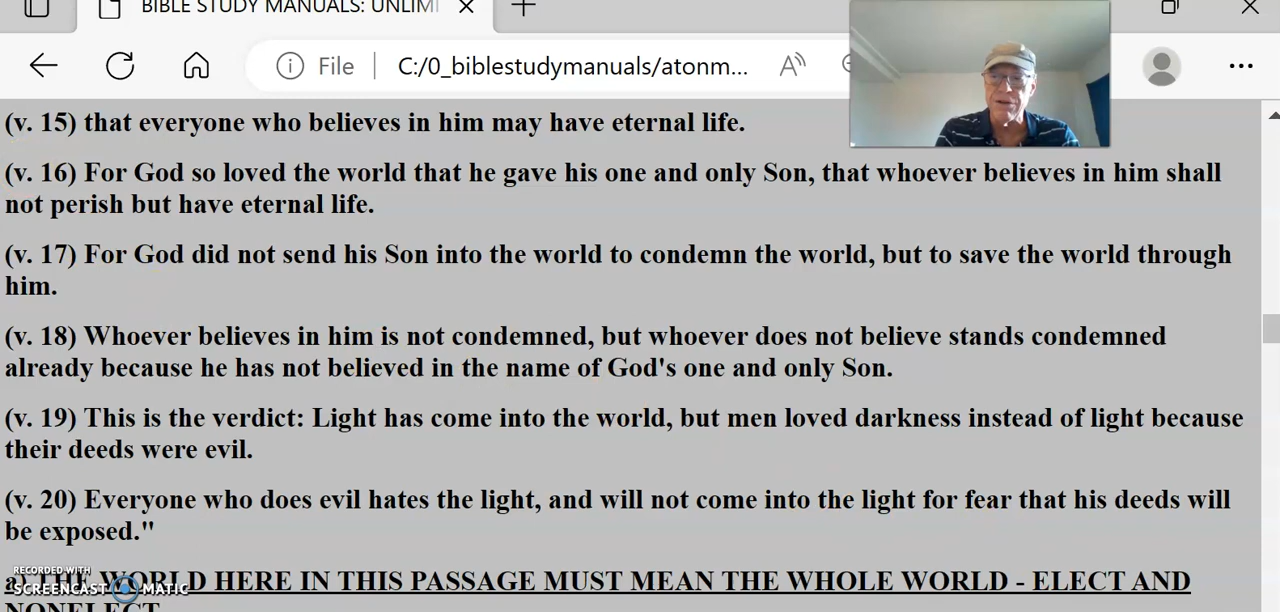 BIBLE STUDY MANUALS: UNLIMI
File
C:/0_biblestudymanuals/atonm...
(v. 15) that everyone who believes in him may have eternal life.
(v. 16) For God so loved the world that he gave his one and only Son, that whoever believes in him shall
not perish but have eternal life.
(v. 17) For God did not send his Son into the world to condemn the world, but to save the world through
him.
(v. 18) Whoever believes in him is not condemned, but whoever does not believe stands condemned
already because he has not believed in the name of God's one and only Son.
(v. 19) This is the verdict: Light has come into the world, but men loved darkness instead of light because
their deeds were evil.
(v. 20) Everyone who does evil hates the light, and will not come into the light for fear that his deeds will
be exposed."
RECORDED WITH
a) THE WORLD HERE IN THIS PASSAGE MUST MEAN THE WHOLE WORLD - ELECT AND
SCREENCAST MATIC
NONELECT